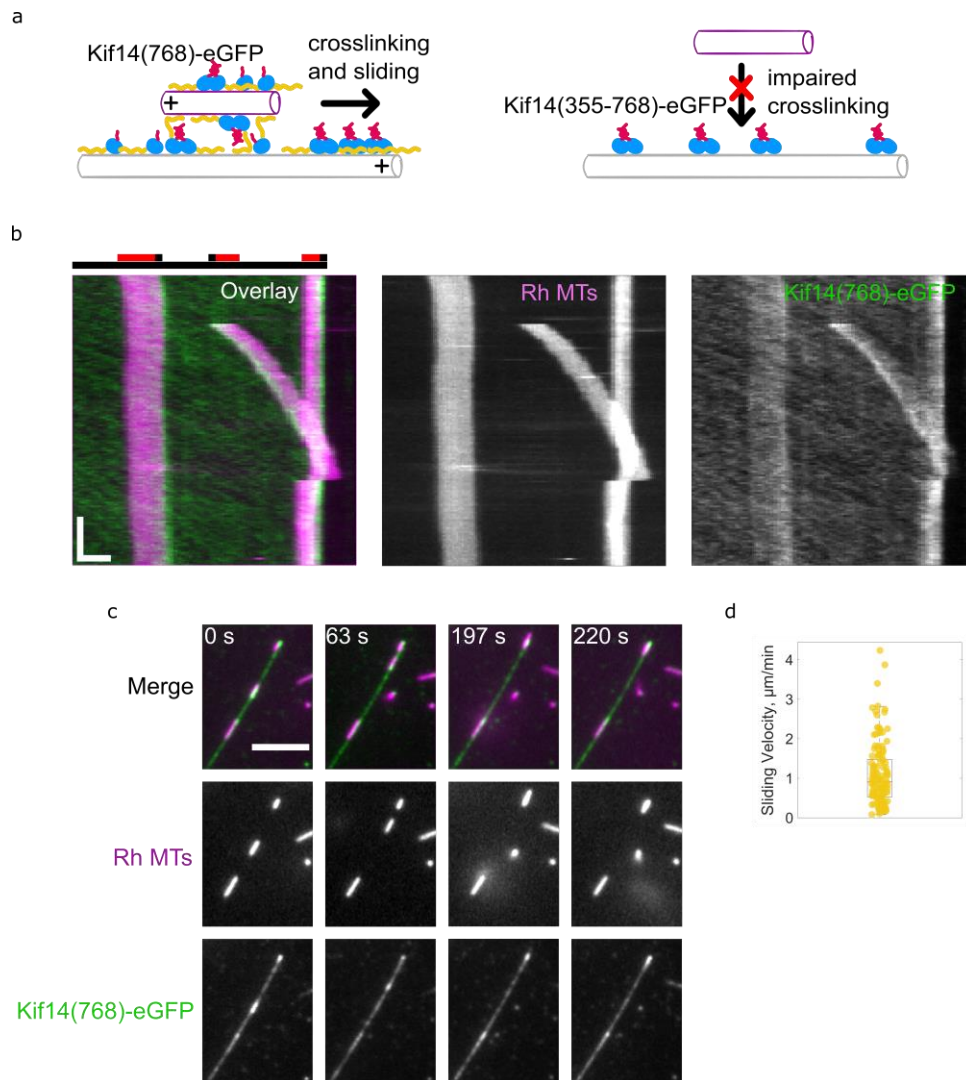 a
Kif14(768)-eGFP
crosslinking
and sliding
+
+
Kif14(355-768)-eGFP
impaired
crosslinking
b
Overlay
Rh MTs
Kif14(768)-eGFP
c
0 s
63 s
197 s
220 s
Merge
Rh MTs
Kif14(768)-eGFP
d
Sliding Velocity, µm/min
4
3
2
1
0